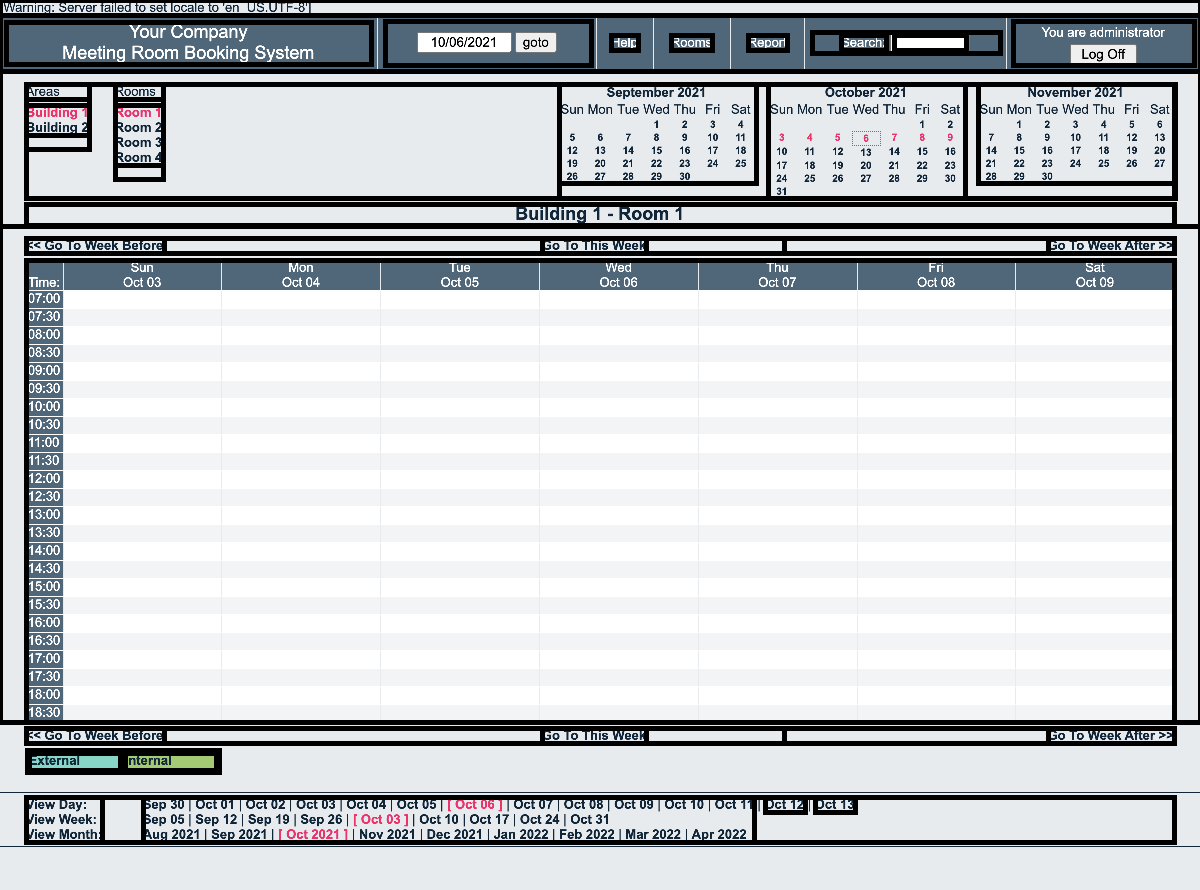 Warning: Server failed to set locale to 'en_US.UTF-8']
Your Company
Meeting Room Booking System
10/06/2021 goto
Help
Rooms
Report
Search:
You are administrator
Log Off
Areas
Building 1
Building 2
Rooms
Room 1
Room 2
Room 3
Room 4
September 2021
Sun Mon Tue Wed Thu Fri Sat
1 2 3 4
5 6 7 8 9 10 11
12 13 14 15 16 17 18
19 20 21 22 23 24 25
26 27 28 29 30
October 2021
Sun Mon Tue Wed Thu Fri Sat
1 2
3 4 5 6 7 8 9
10 11 12 13 14 15 16
17 18 19 20 21 22 23
24 25 26 27 28 29 30
31
November 2021
Sun Mon Tue Wed Thu Fri Sat
1 2 3 4 5 6
7 8 9 10 11 12 13
14 15 16 17 18 19 20
21 22 23 24 25 26 27
28 29 30
Building 1 - Room 1
<< Go To Week Before Go To This Week Go To Week After >>
Sun Mon Tue Wed Thu Fri Sat
Time: Oct 03 Oct 04 Oct 05 Oct 06 Oct 07 Oct 08 Oct 09
07:00
07:30
08:00
08:30
09:00
09:30
10:00
10:30
11:00
11:30
12:00
12:30
13:00
13:30
14:00
14:30
15:00
15:30
16:00
16:30
17:00
17:30
18:00
18:30
<< Go To Week Before Go To This Week Go To Week After >>
External Internal
View Day: Sep 30 | Oct 01 | Oct 02 | Oct 03 | Oct 04 | Oct 05 | [ Oct 06 ] | Oct 07 | Oct 08 | Oct 09 | Oct 10 | Oct 11 | Oct 12 | Oct 13
View Week: Sep 05 | Sep 12 | Sep 19 | Sep 26 | [ Oct 03 ] | Oct 10 | Oct 17 | Oct 24 | Oct 31
View Month: Aug 2021 | Sep 2021 | [ Oct 2021 ] | Nov 2021 | Dec 2021 | Jan 2022 | Feb 2022 | Mar 2022 | Apr 2022